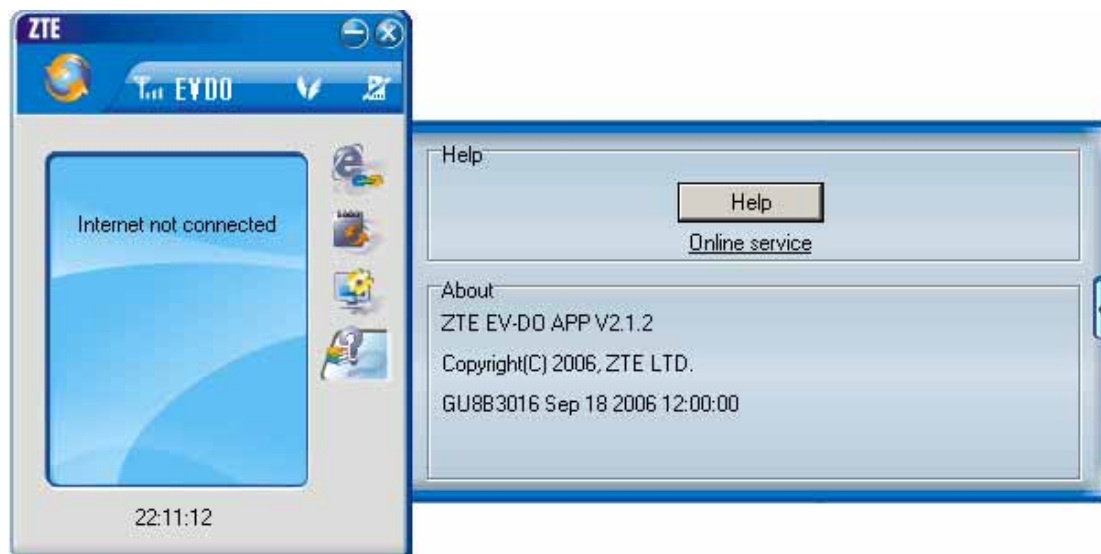 ZTE
EVDO
Internet not connected
22:11:12
Help
Help
Online service
About
ZTE EV-DO APP V2.1.2
Copyright(C) 2006, ZTE LTD.
GU8B3016 Sep 18 2006 12:00:00